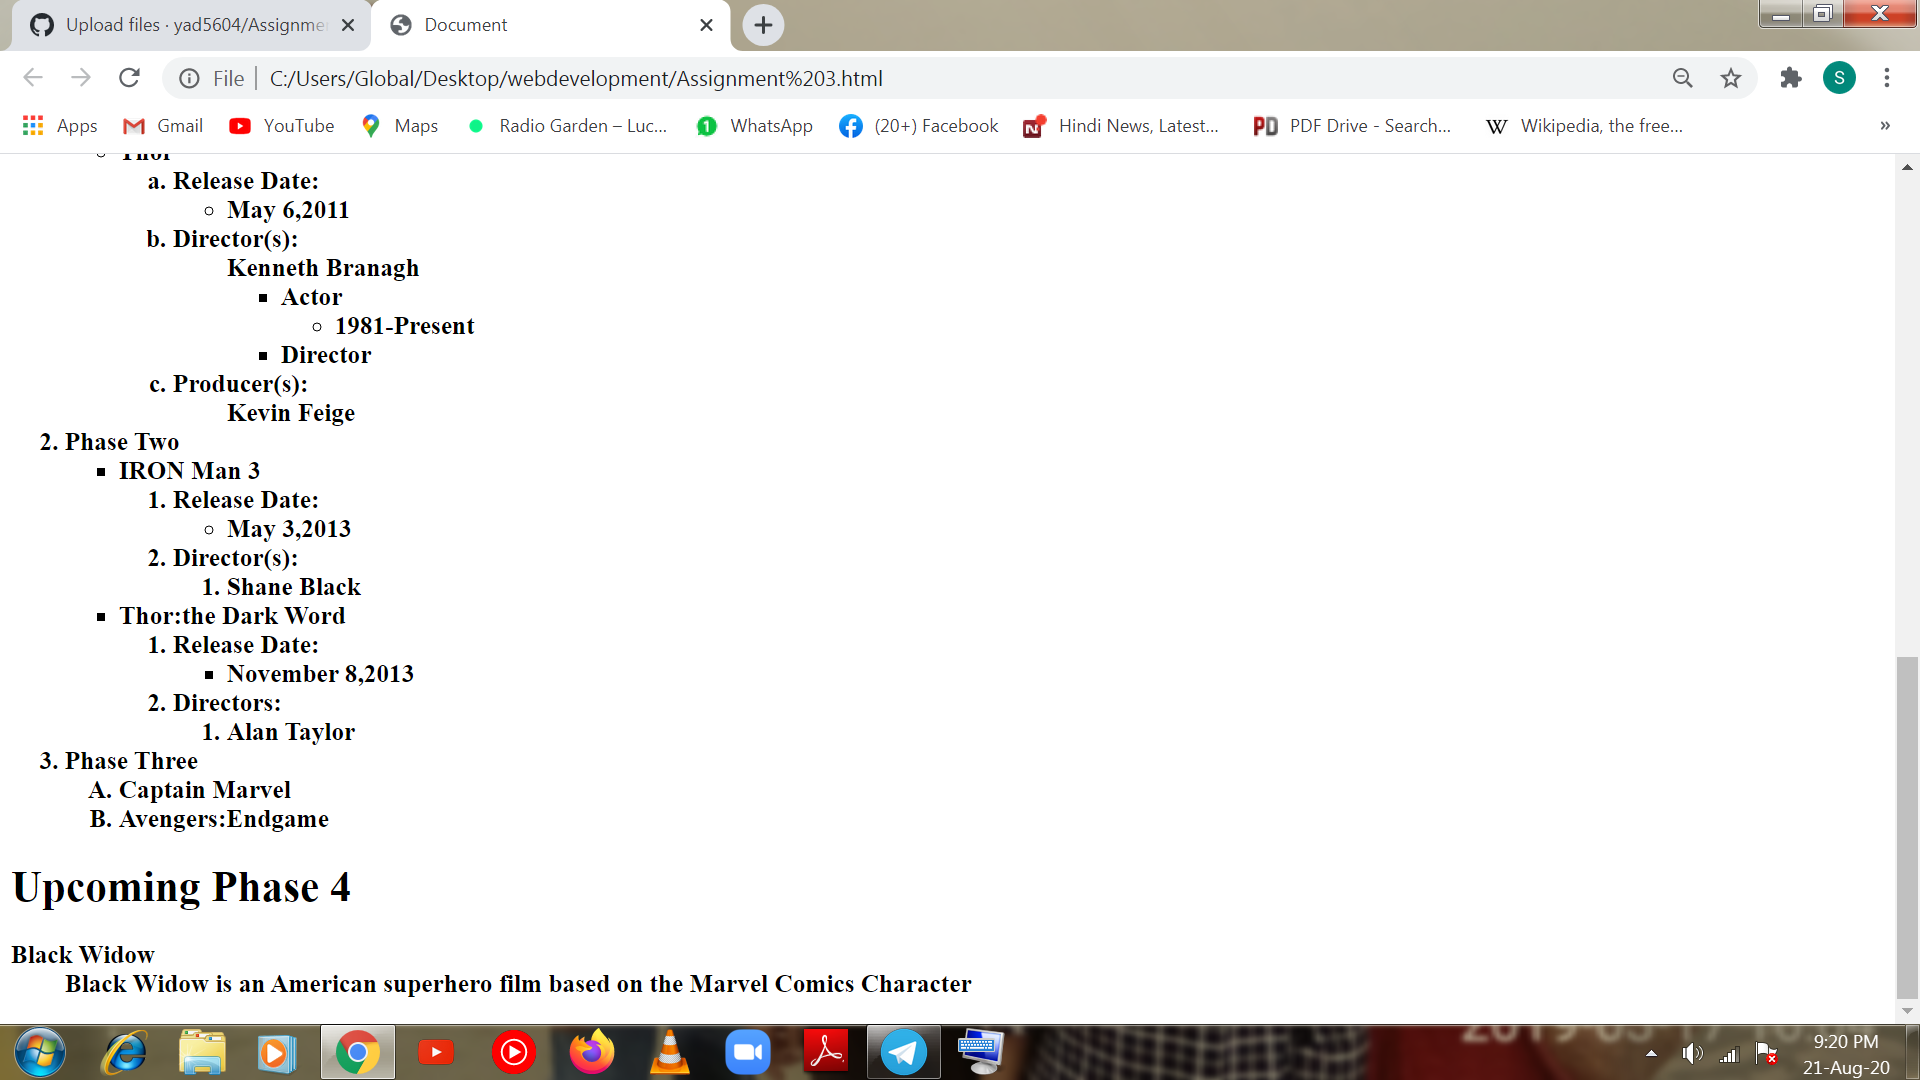 Upload files · yad5604/Assignme
Document
File
C:/Users/Global/Desktop/webdevelopment/Assignment%203.html
S
Apps
Gmail
YouTube
Maps
Radio Garden – Luc...
WhatsApp
(20+) Facebook
Hindi News, Latest...
PDF Drive - Search...
Wikipedia, the free...
»
Thor
a. Release Date:
May 6,2011
b. Director(s):
Kenneth Branagh
Actor
1981-Present
Director
c. Producer(s):
Kevin Feige
2. Phase Two
IRON Man 3
1. Release Date:
May 3,2013
2. Director(s):
1. Shane Black
Thor:the Dark Word
1. Release Date:
November 8,2013
2. Directors:
1. Alan Taylor
3. Phase Three
A. Captain Marvel
B. Avengers:Endgame
Upcoming Phase 4
Black Widow
Black Widow is an American superhero film based on the Marvel Comics Character
9:20 PM
21-Aug-20